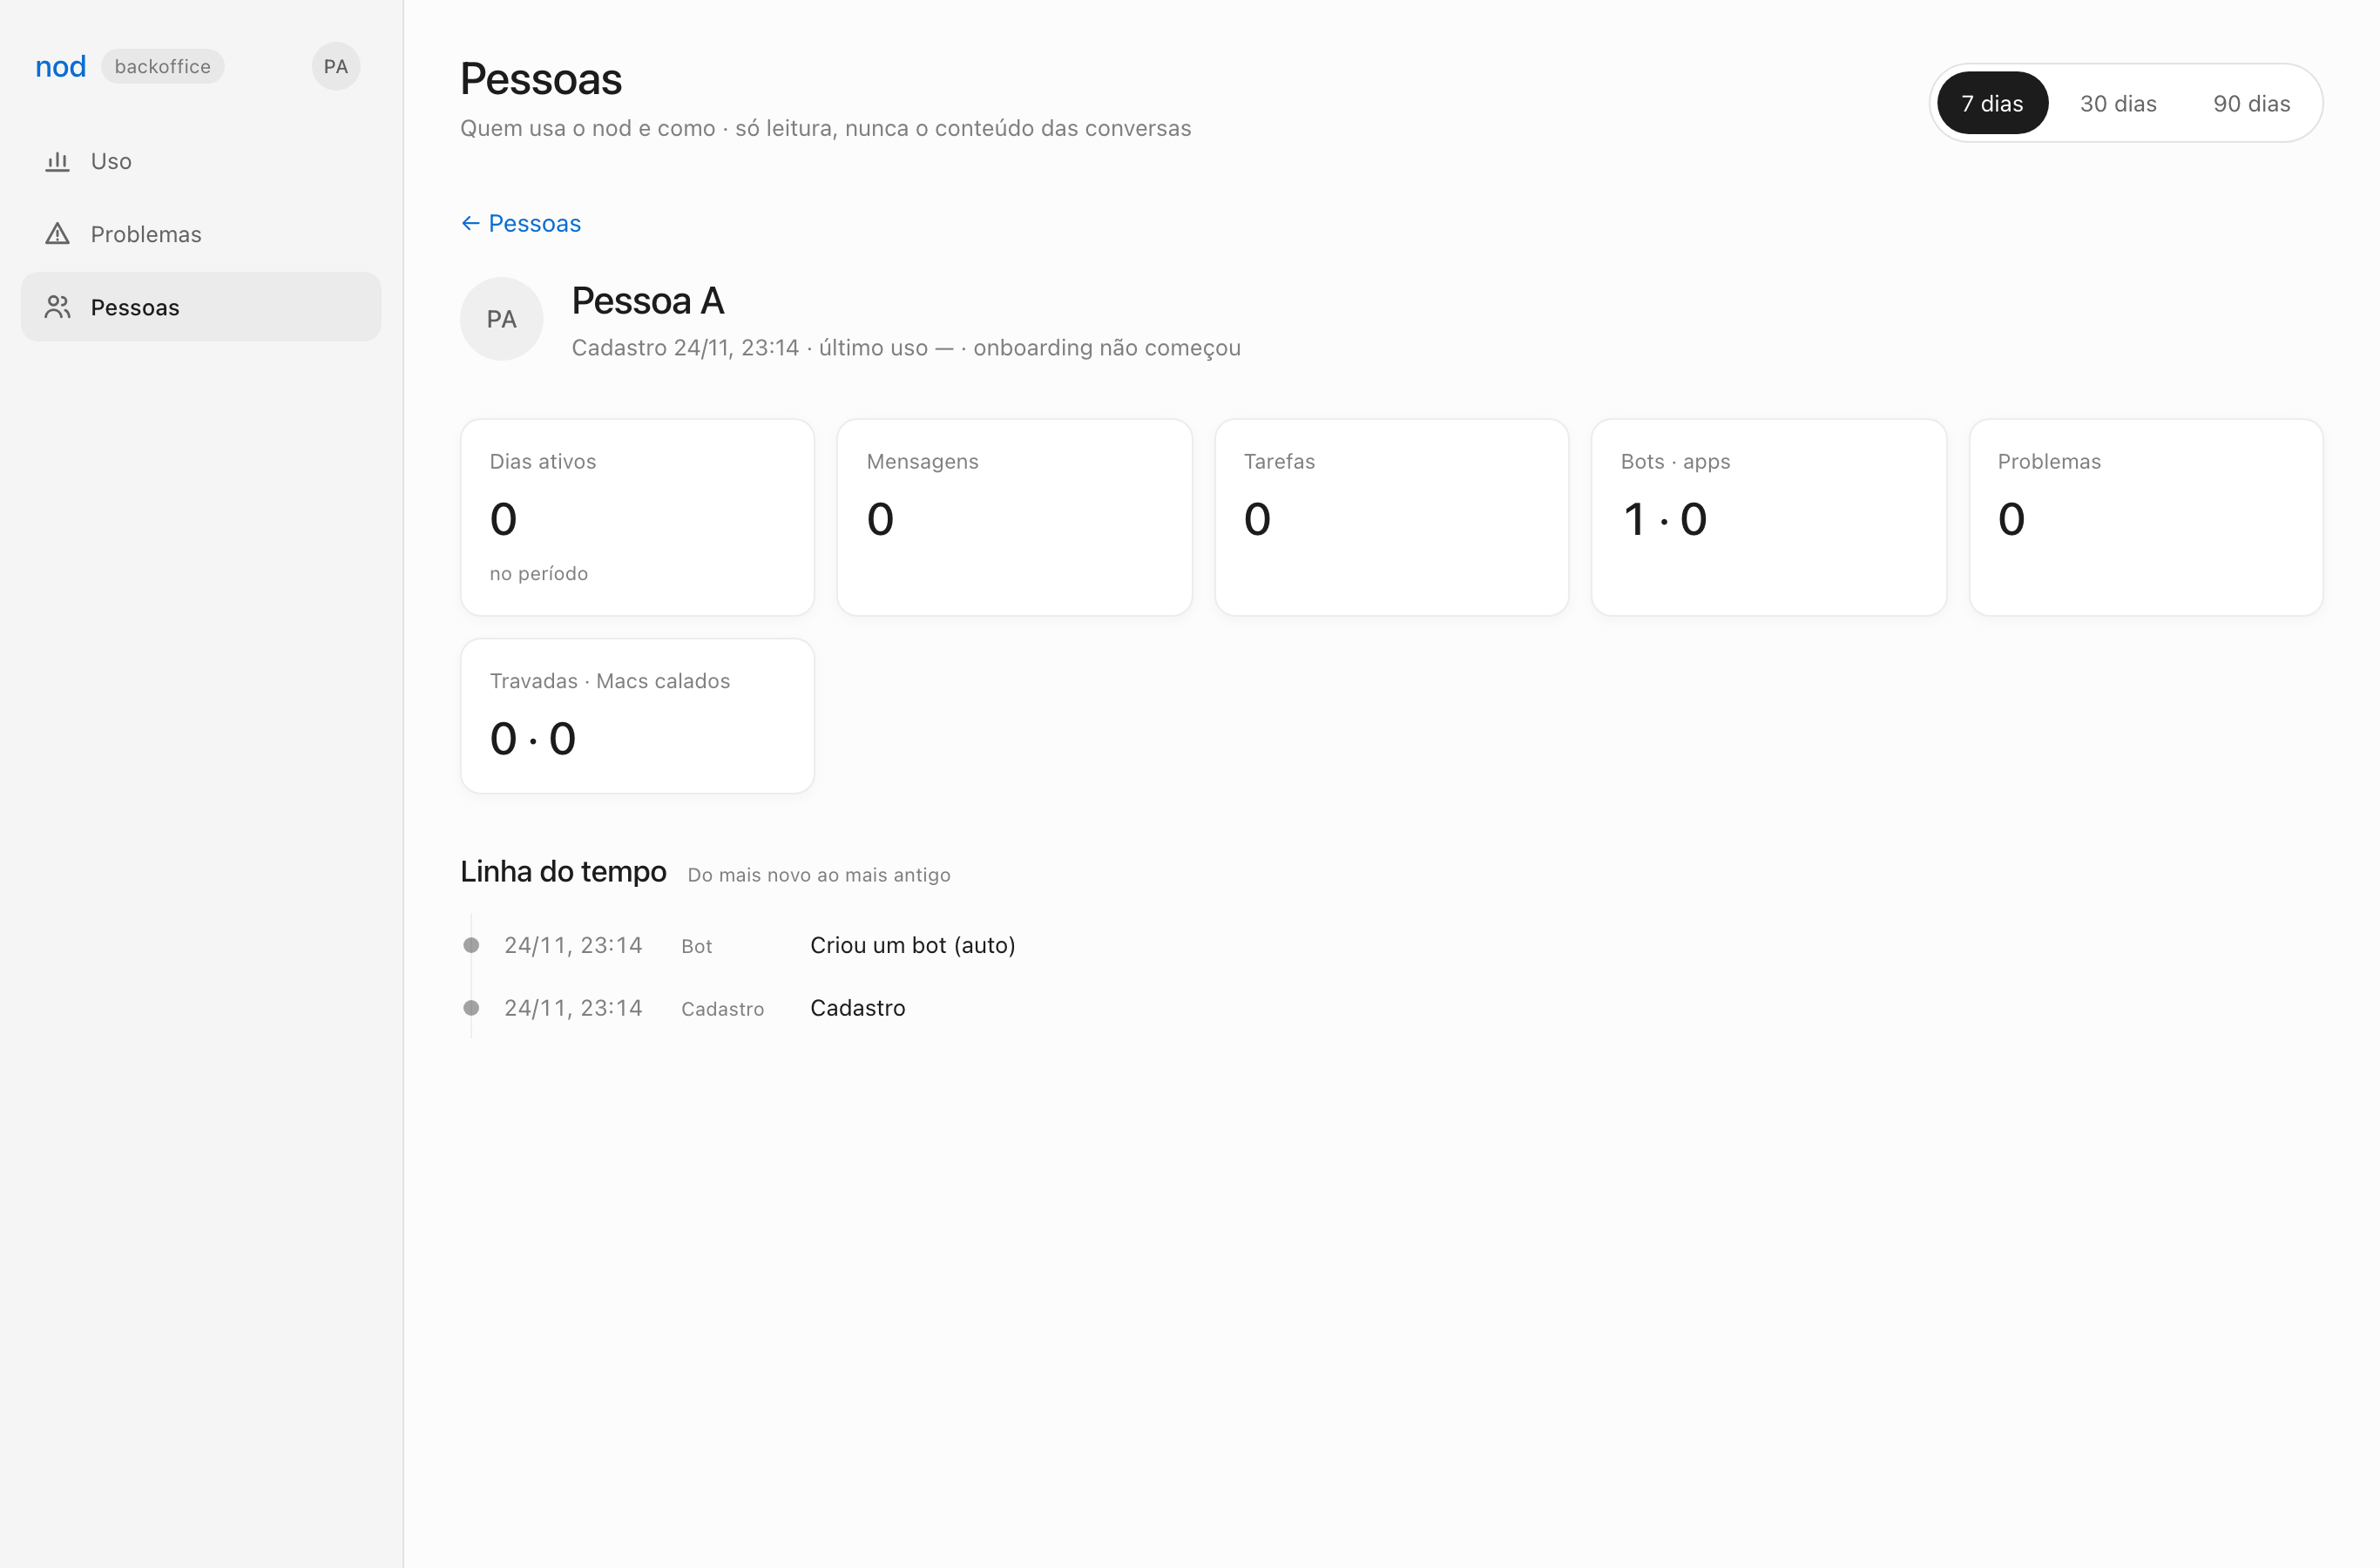 nod backoffice PA
Uso
Problemas
Pessoas
Pessoas
Quem usa o nod e como · só leitura, nunca o conteúdo das conversas
7 dias 30 dias 90 dias
← Pessoas
PA
Pessoa A
Cadastro 24/11, 23:14 · último uso — · onboarding não começou
Dias ativos
0
no período
Mensagens
0
Tarefas
0
Bots · apps
1 · 0
Problemas
0
Travadas · Macs calados
0 · 0
Linha do tempo Do mais novo ao mais antigo
24/11, 23:14 Bot Criou um bot (auto)
24/11, 23:14 Cadastro Cadastro